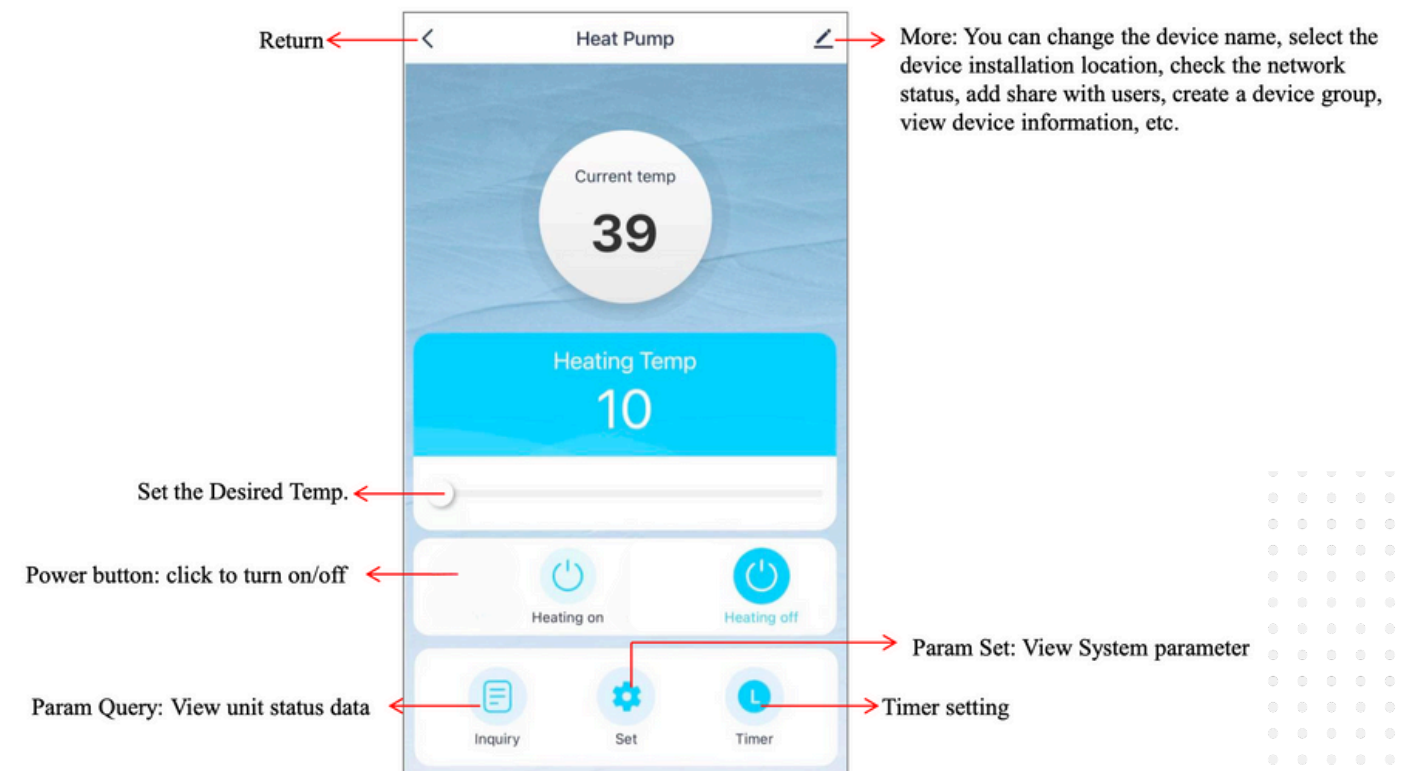 Return
Heat Pump
More: You can change the device name, select the
device installation location, check the network
status, add share with users, create a device group,
view device information, etc.
Current temp
39
Heating Temp
10
Set the Desired Temp.
Power button: click to turn on/off
Heating on
Heating off
Param Set: View System parameter
Param Query: View unit status data
Timer setting
Inquiry
Set
Timer